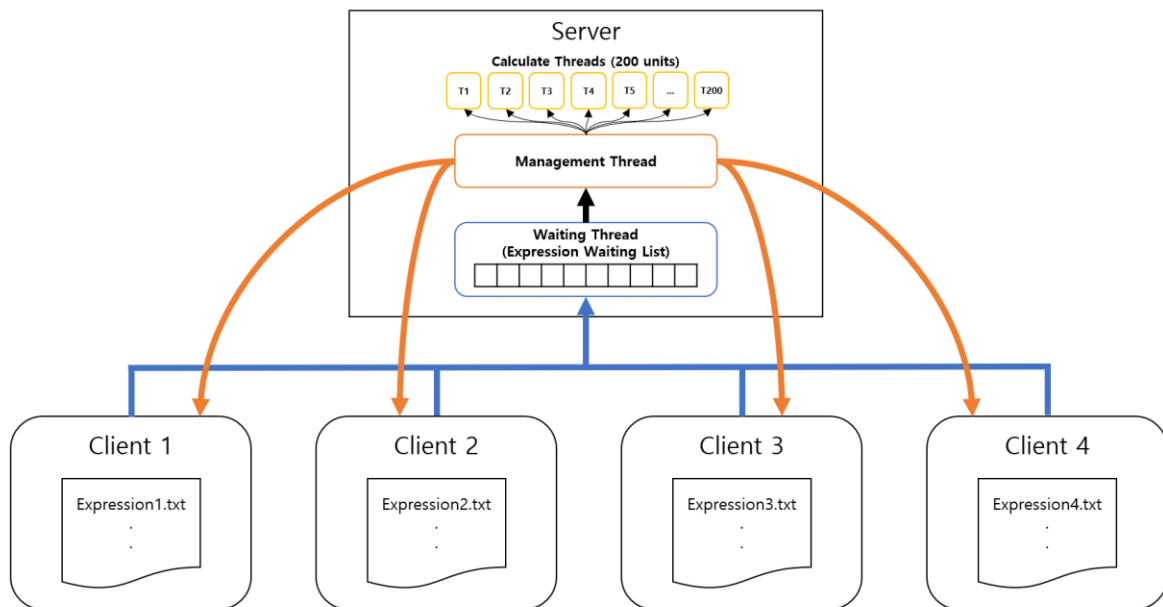 Server
Calculate Threads (200 units)
T1 T2 T3 T4 T5 ... T200
Management Thread
Waiting Thread
(Expression Waiting List)
Client 1 Client 2 Client 3 Client 4
Expression1.txt Expression2.txt Expression3.txt Expression4.txt
. . . .
. . . .